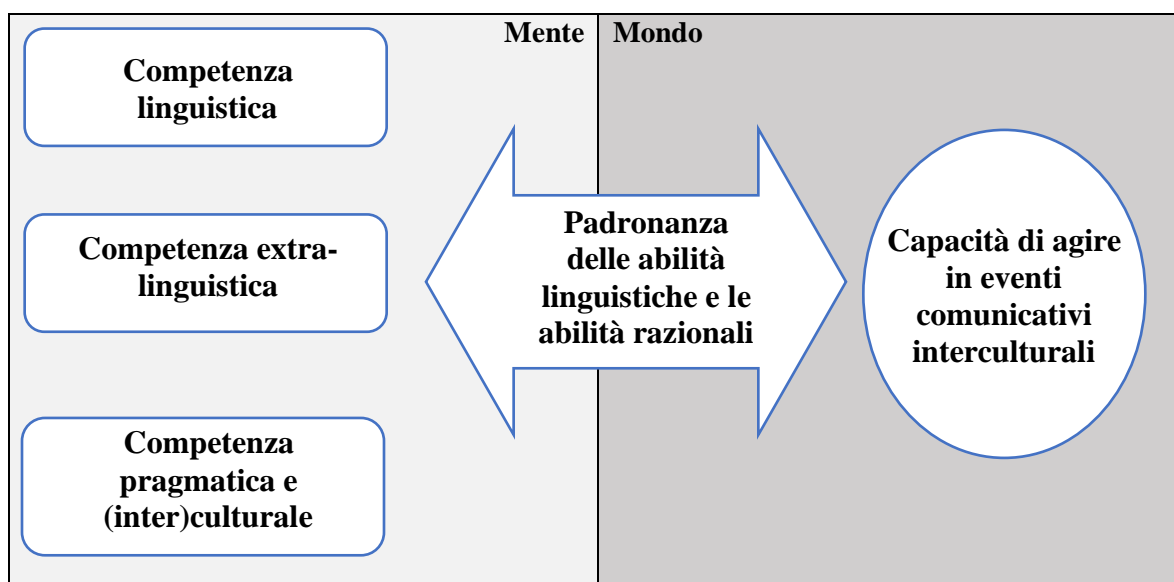 Mente
Mondo
Competenza
linguistica
Competenza extra-
linguistica
Competenza
pragmatica e
(inter)culturale
Padronanza
delle abilità
linguistiche e le
abilità razionali
Capacità di agire
in eventi
comunicativi
interculturali